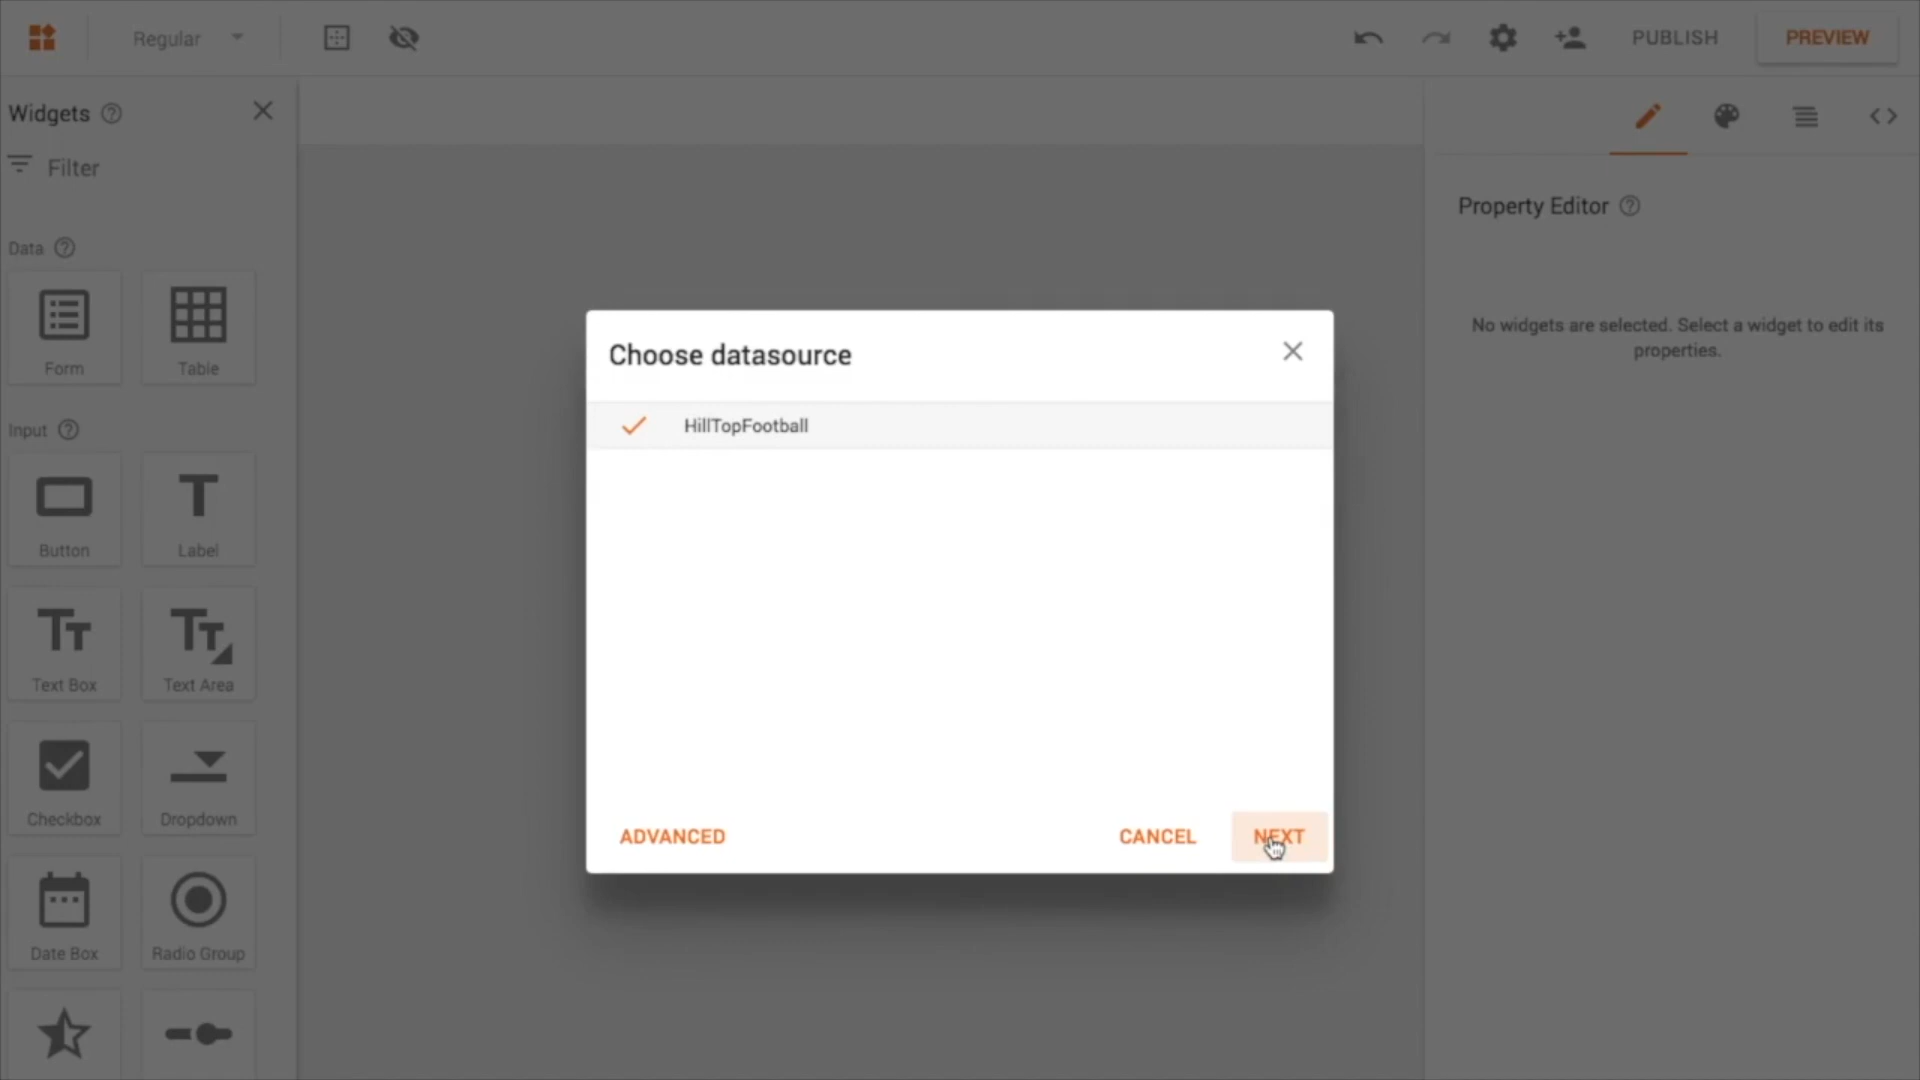 Regular
PUBLISH
PREVIEW
Widgets
Filter
Data
Form
Table
Input
Button
Label
Text Box
Text Area
Checkbox
Dropdown
Date Box
Radio Group
Choose datasource
HillTopFootball
ADVANCED
CANCEL
NEXT
Property Editor
No widgets are selected. Select a widget to edit its
properties.